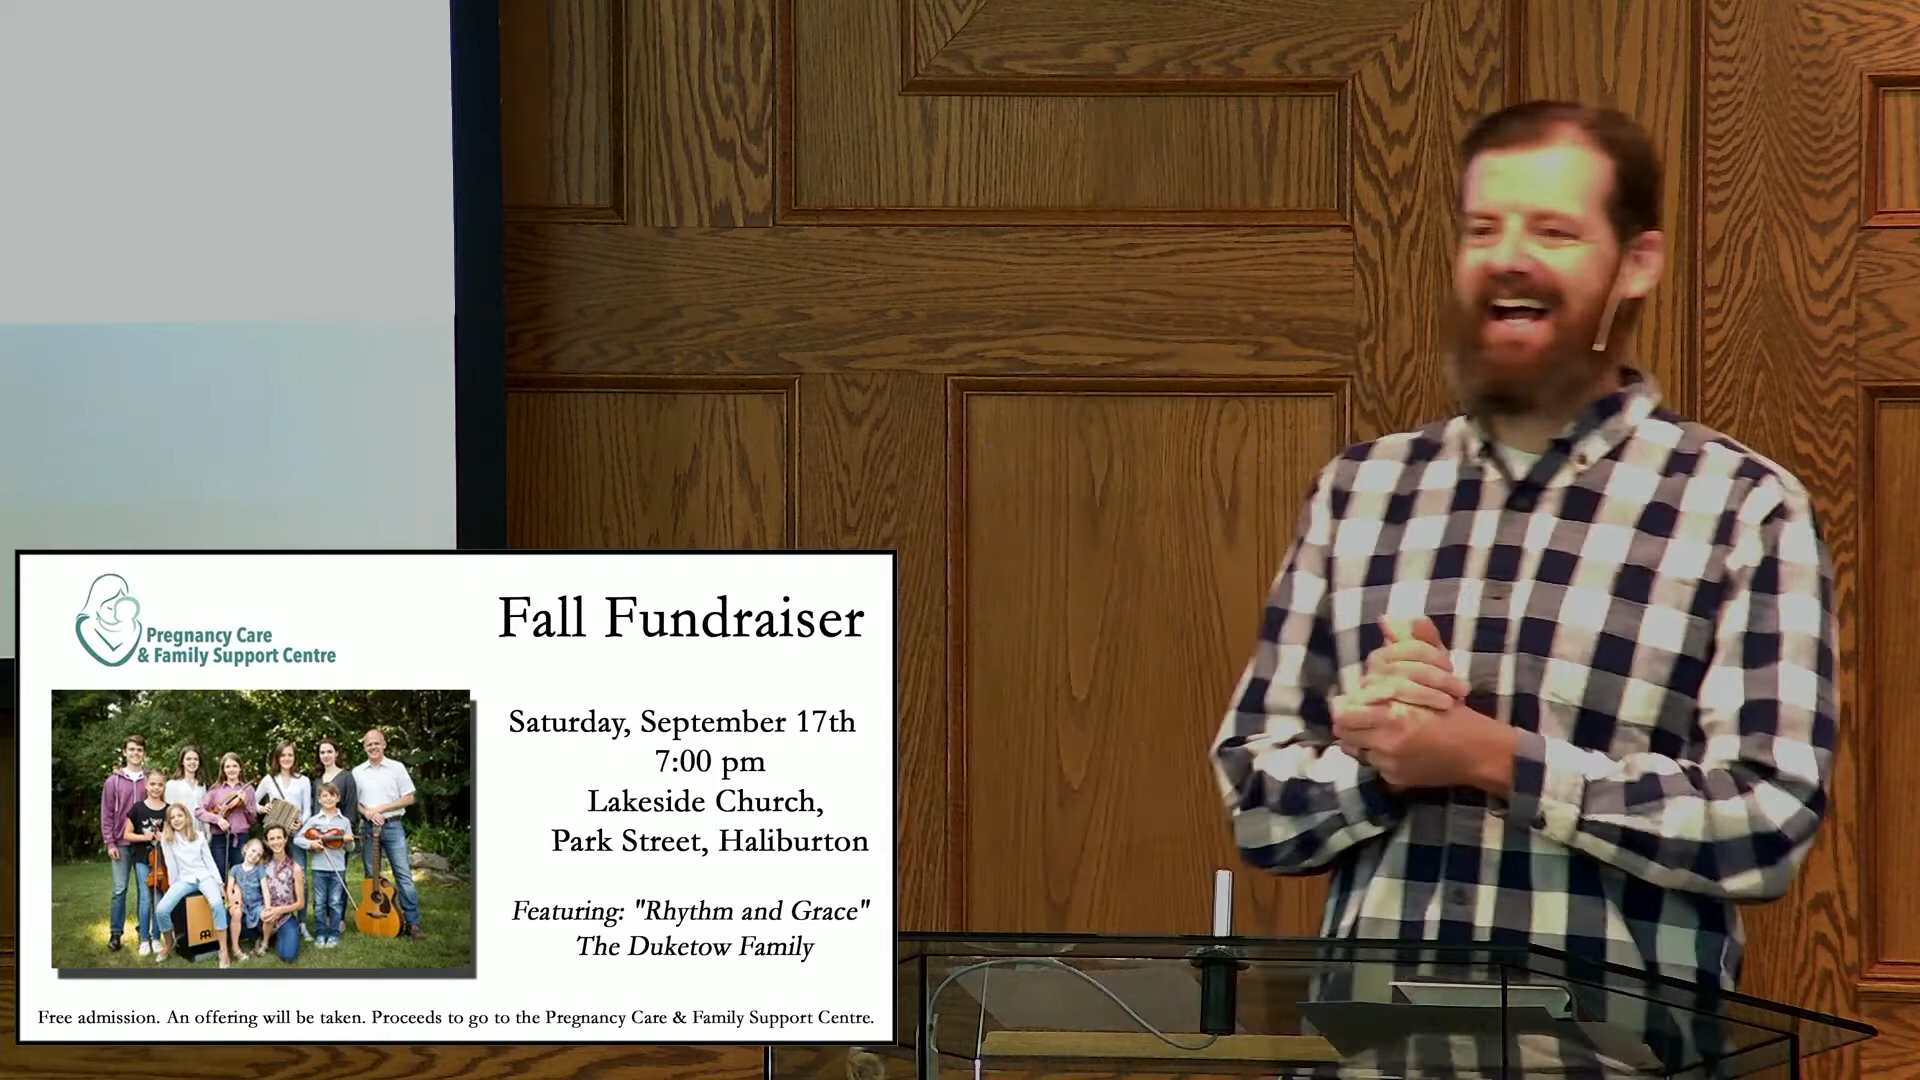 Pregnancy Care
& Family Support Centre
Fall Fundraiser
Saturday, September 17th
7:00 pm
Lakeside Church,
Park Street, Haliburton
Featuring: "Rhythm and Grace"
The Duketow Family
Free admission. An offering will be taken. Proceeds to go to the Pregnancy Care & Family Support Centre.